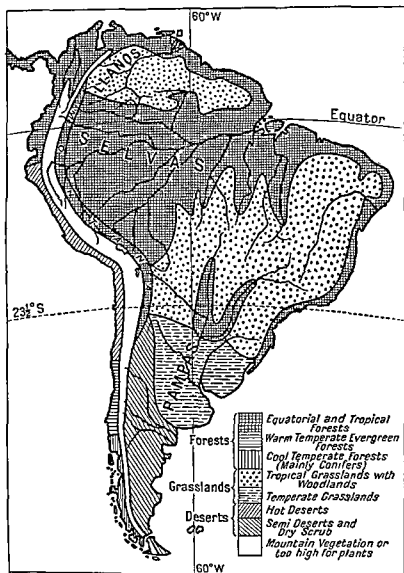 60°W
LLANOS
Equator
SELVAS
23½°S
PAMPAS
Forests
Equatorial and Tropical
Forests
Warm Temperate Evergreen
Forests
Cool Temperate Forests
(Mainly Conifers)
Grasslands
Tropical Grasslands with
Woodlands
Temperate Grasslands
Deserts
Hot Deserts
Semi Deserts and
Dry Scrub
Mountain Vegetation or
too high for plants
60°W